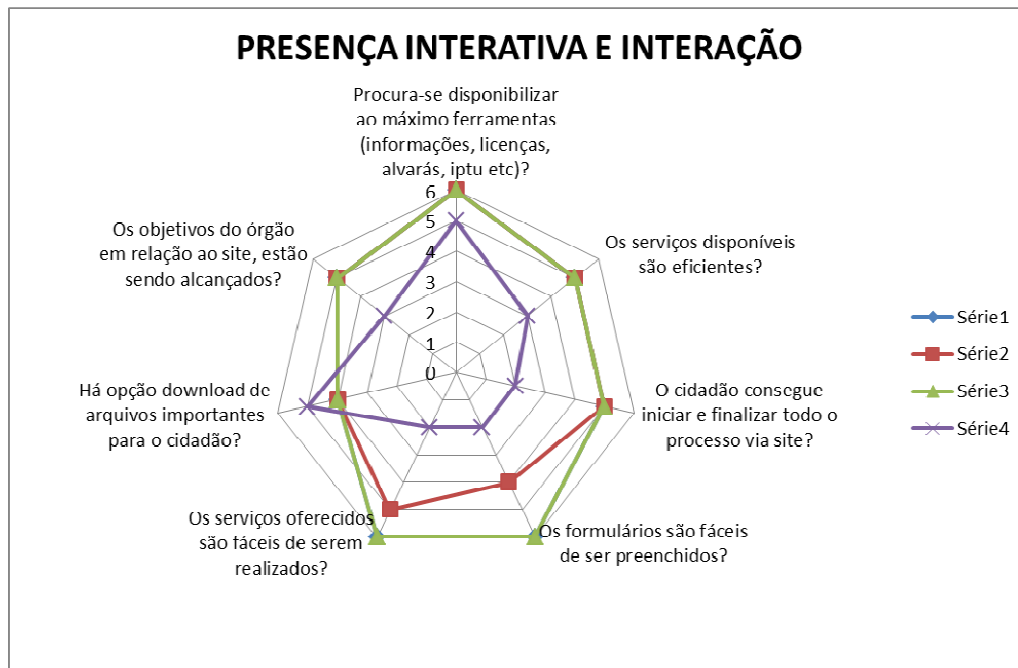 PRESENÇA INTERATIVA E INTERAÇÃO
Procura-se disponibilizar
ao máximo ferramentas
(informações, licenças,
alvarás, iptu etc)?
Os serviços disponíveis
são eficientes?
O cidadão consegue
iniciar e finalizar todo o
processo via site?
Os formulários são fáceis
de ser preenchidos?
Os serviços oferecidos
são fáceis de serem
realizados?
Há opção download de
arquivos importantes
para o cidadão?
Os objetivos do órgão
em relação ao site, estão
sendo alcançados?
6
5
4
3
2
1
0
Série1
Série2
Série3
Série4